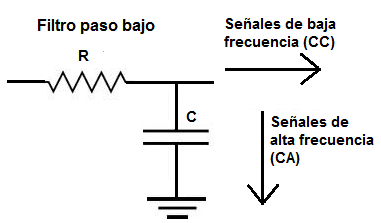 Filtro paso bajo
R
Señales de baja
frecuencia (CC)
C
Señales de
alta frecuencia
(CA)